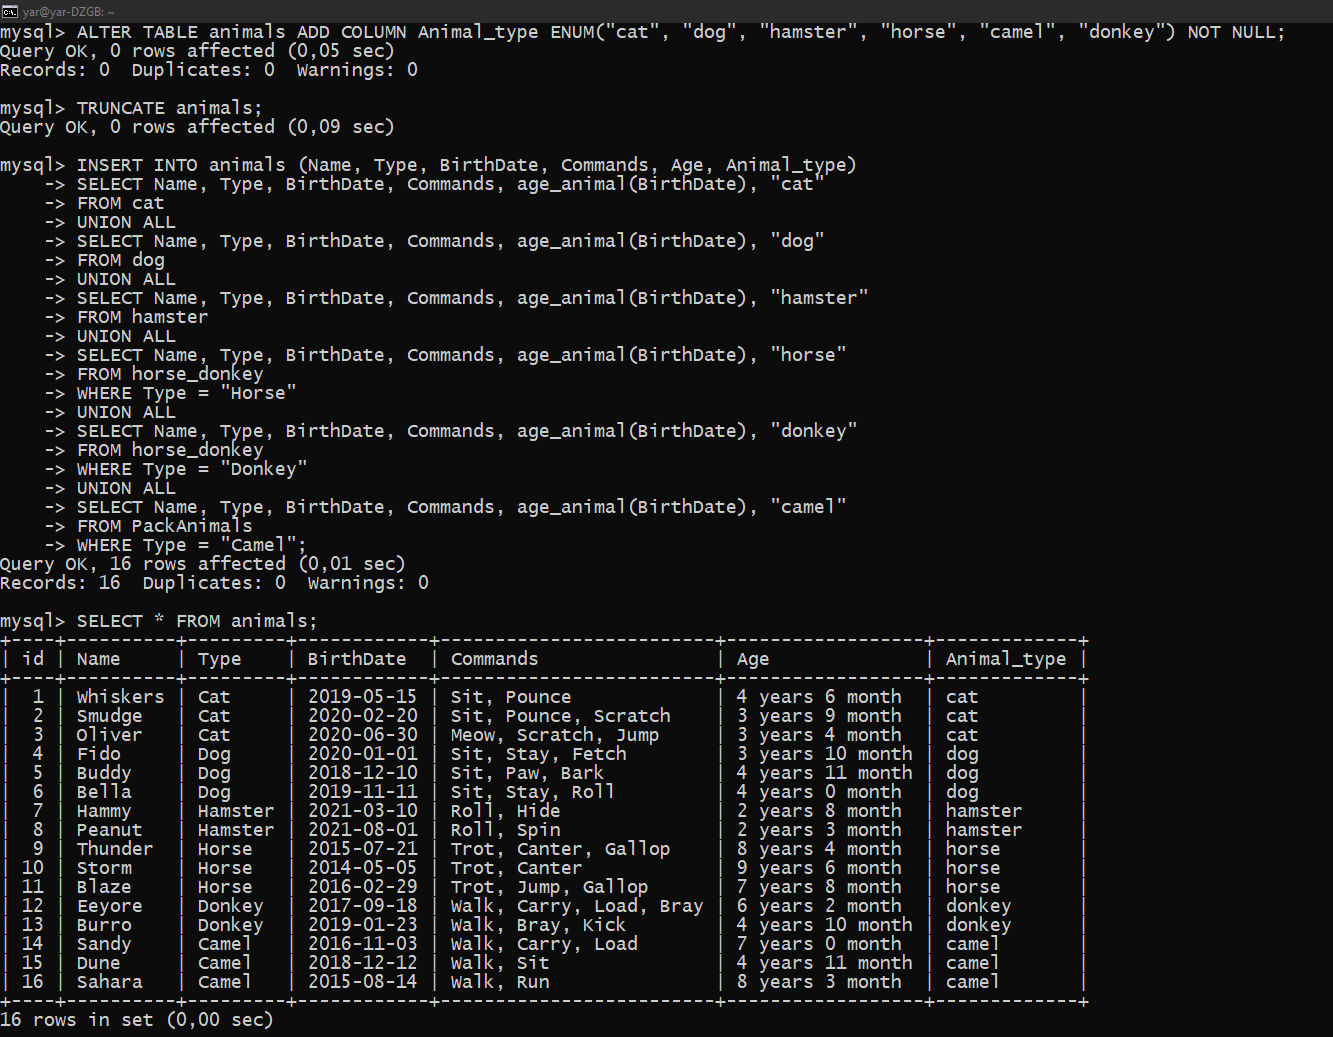 yar@yar-DZGB: ~
mysql> ALTER TABLE animals ADD COLUMN Animal_type ENUM("cat", "dog", "hamster", "horse", "camel", "donkey") NOT NULL;
Query OK, 0 rows affected (0,05 sec)
Records: 0  Duplicates: 0  Warnings: 0
mysql> TRUNCATE animals;
Query OK, 0 rows affected (0,09 sec)
mysql> INSERT INTO animals (Name, Type, BirthDate, Commands, Age, Animal_type)
    -> SELECT Name, Type, BirthDate, Commands, age_animal(BirthDate), "cat"
    -> FROM cat
    -> UNION ALL
    -> SELECT Name, Type, BirthDate, Commands, age_animal(BirthDate), "dog"
    -> FROM dog
    -> UNION ALL
    -> SELECT Name, Type, BirthDate, Commands, age_animal(BirthDate), "hamster"
    -> FROM hamster
    -> UNION ALL
    -> SELECT Name, Type, BirthDate, Commands, age_animal(BirthDate), "horse"
    -> FROM horse_donkey
    -> WHERE Type = "Horse"
    -> UNION ALL
    -> SELECT Name, Type, BirthDate, Commands, age_animal(BirthDate), "donkey"
    -> FROM horse_donkey
    -> WHERE Type = "Donkey"
    -> UNION ALL
    -> SELECT Name, Type, BirthDate, Commands, age_animal(BirthDate), "camel"
    -> FROM PackAnimals
    -> WHERE Type = "Camel";
Query OK, 16 rows affected (0,01 sec)
Records: 16  Duplicates: 0  Warnings: 0
mysql> SELECT * FROM animals;
+----+----------+---------+------------+-------------------------+-----------------+-------------+
| id | Name     | Type    | BirthDate  | Commands                | Age             | Animal_type |
+----+----------+---------+------------+-------------------------+-----------------+-------------+
|  1 | Whiskers | Cat     | 2019-05-15 | Sit, Pounce             | 4 years 6 month  | cat         |
|  2 | Smudge   | Cat     | 2020-02-20 | Sit, Pounce, Scratch    | 3 years 9 month  | cat         |
|  3 | Oliver   | Cat     | 2020-06-30 | Meow, Scratch, Jump     | 3 years 4 month  | cat         |
|  4 | Fido     | Dog     | 2020-01-01 | Sit, Stay, Fetch        | 3 years 10 month | dog         |
|  5 | Buddy    | Dog     | 2018-12-10 | Sit, Paw, Bark          | 4 years 11 month | dog         |
|  6 | Bella    | Dog     | 2019-11-11 | Sit, Stay, Roll         | 4 years 0 month  | dog         |
|  7 | Hammy    | Hamster | 2021-03-10 | Roll, Hide              | 2 years 8 month  | hamster     |
|  8 | Peanut   | Hamster | 2021-08-01 | Roll, Spin              | 2 years 3 month  | hamster     |
|  9 | Thunder  | Horse   | 2015-07-21 | Trot, Canter, Gallop    | 8 years 4 month  | horse       |
| 10 | Storm    | Horse   | 2014-05-05 | Trot, Canter            | 9 years 6 month  | horse       |
| 11 | Blaze    | Horse   | 2016-02-29 | Trot, Jump, Gallop      | 7 years 8 month  | horse       |
| 12 | Eeyore   | Donkey  | 2017-09-18 | Walk, Carry, Load, Bray | 6 years 2 month  | donkey      |
| 13 | Burro    | Donkey  | 2019-01-23 | Walk, Bray, Kick        | 4 years 10 month | donkey      |
| 14 | Sandy    | Camel   | 2016-11-03 | Walk, Carry, Load       | 7 years 0 month  | camel       |
| 15 | Dune     | Camel   | 2018-12-12 | Walk, Sit               | 4 years 11 month | camel       |
| 16 | Sahara   | Camel   | 2015-08-14 | Walk, Run               | 8 years 3 month  | camel       |
+----+----------+---------+------------+-------------------------+------------------+-------------+
16 rows in set (0,00 sec)